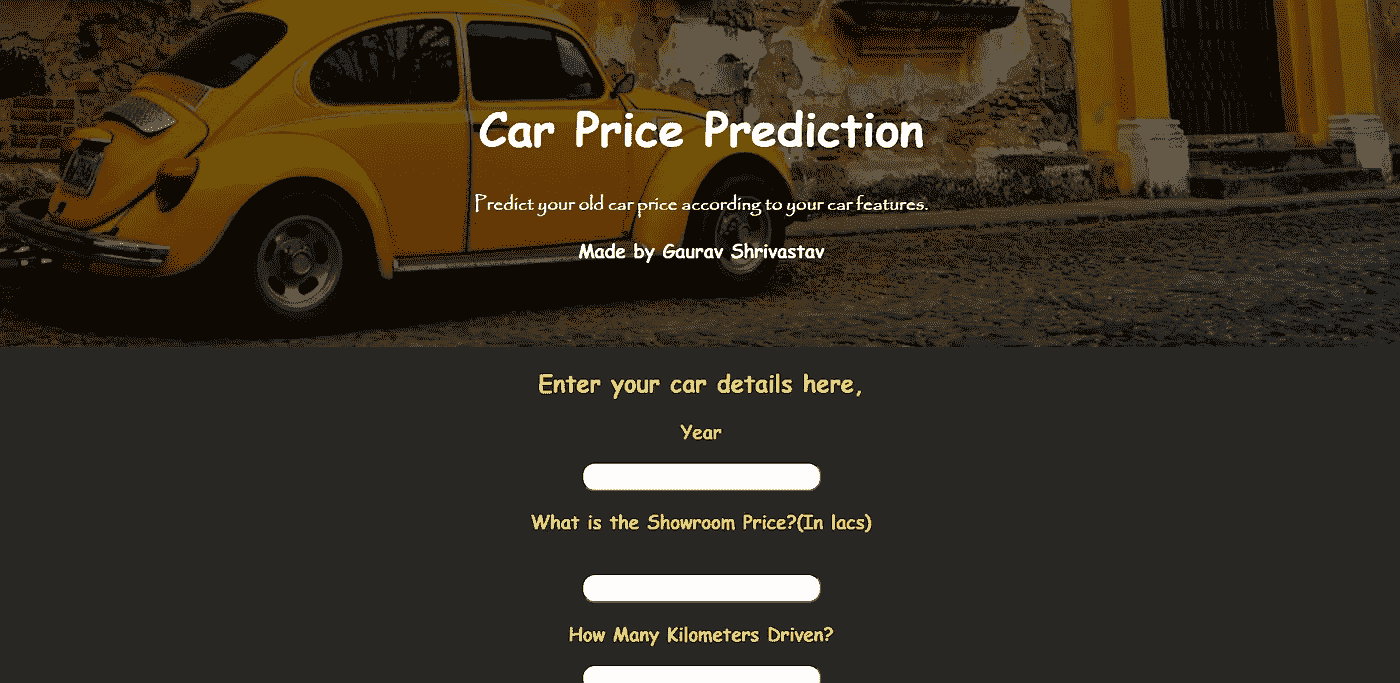 Car Price Prediction
Predict your old car price according to your car features.
Made by Gaurav Shrivastav
Enter your car details here,
Year
What is the Showroom Price?(In lacs)
How Many Kilometers Driven?